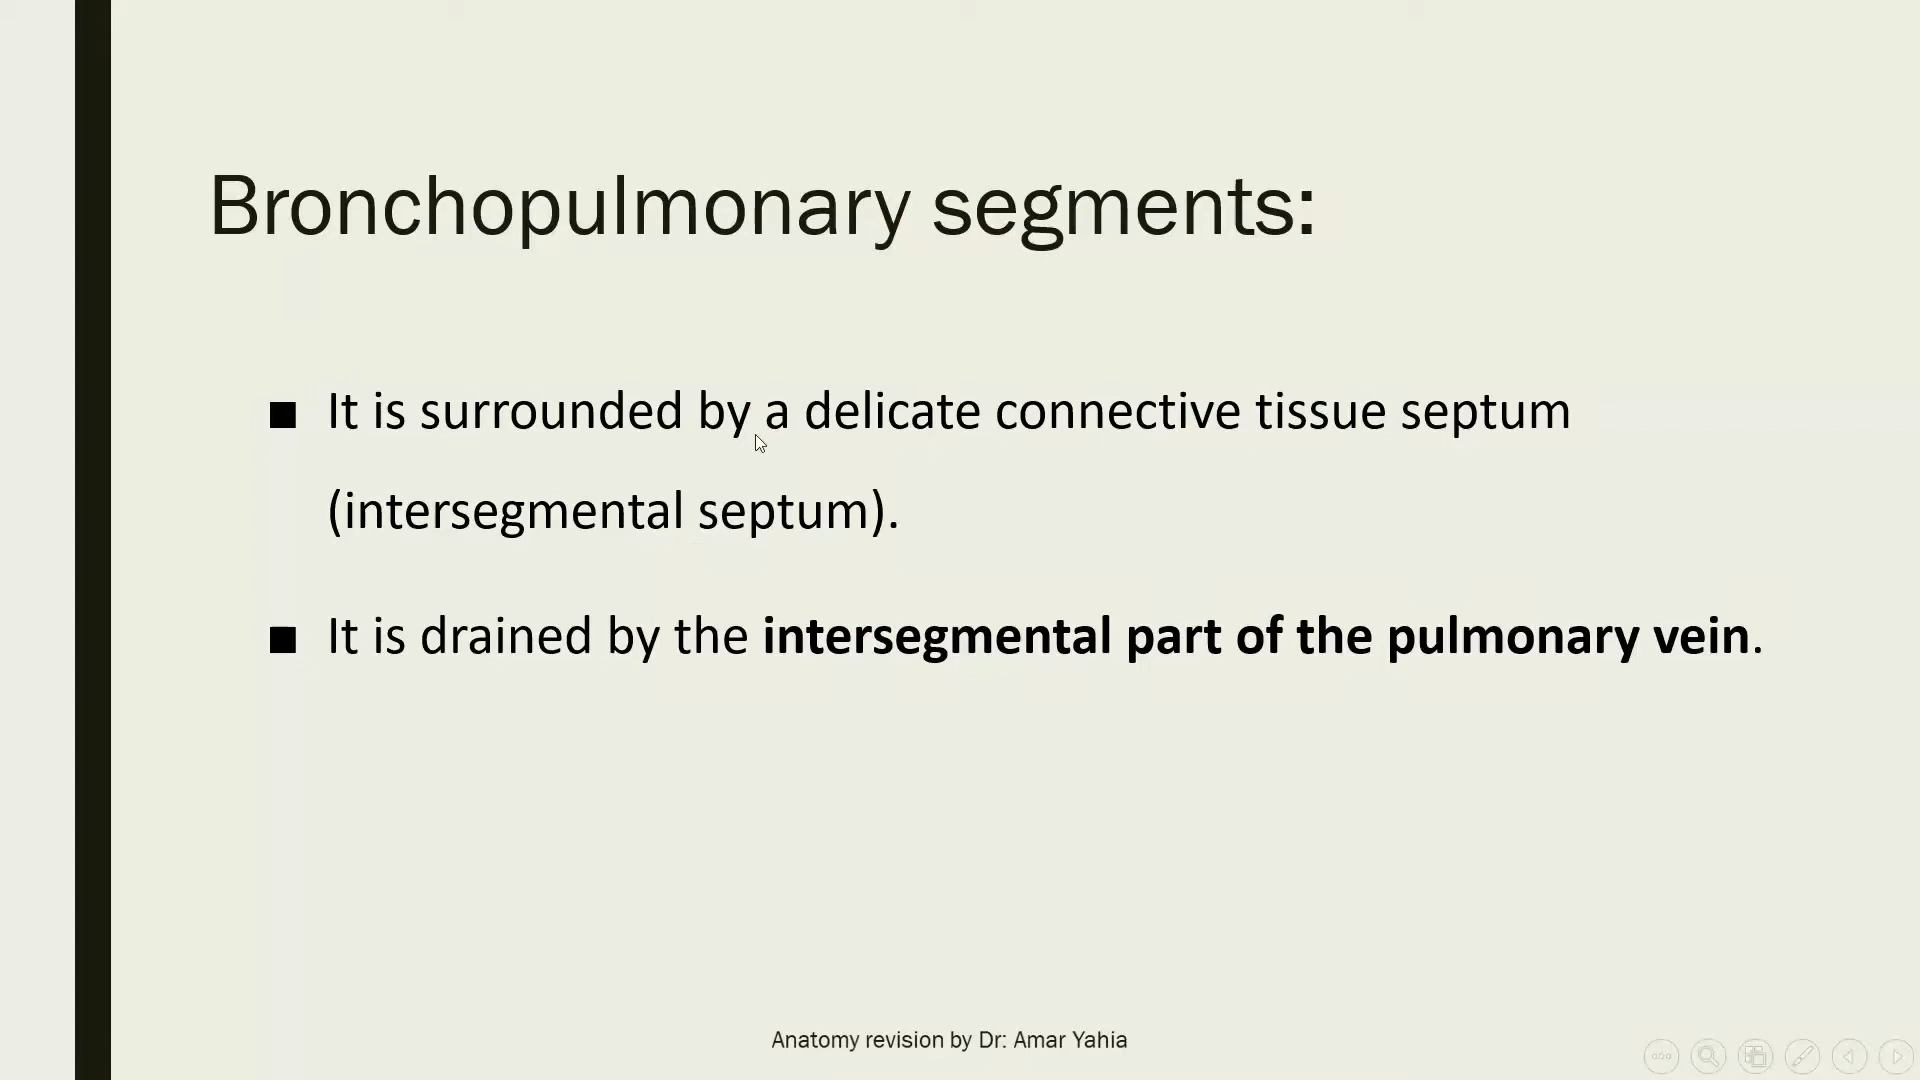 Bronchopulmonary segments:
■ It is surrounded by a delicate connective tissue septum
(intersegmental septum).
■ It is drained by the intersegmental part of the pulmonary vein.
Anatomy revision by Dr: Amar Yahia